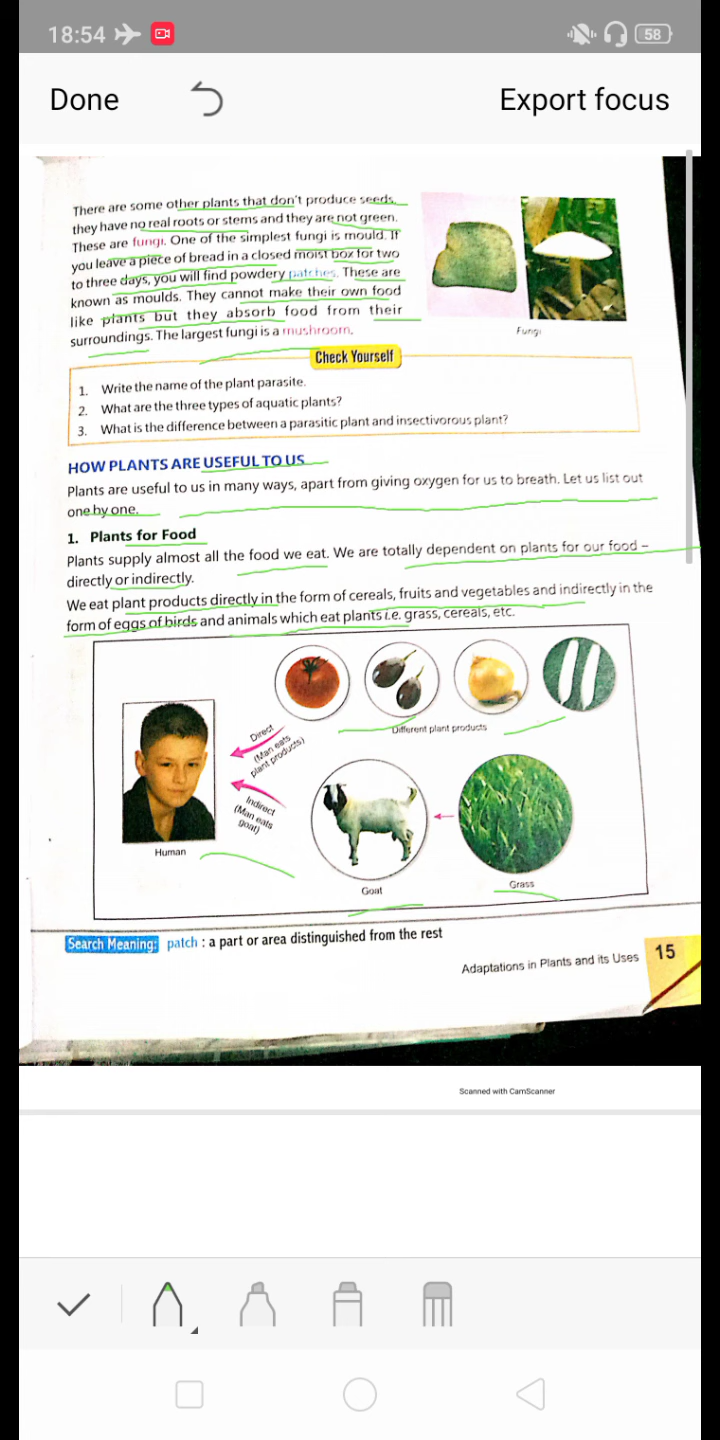 18:54
58
Done
Export focus
There are some other plants that don't produce seeds,
they have no real roots or stems and they are not green.
These are fungi. One of the simplest fungi is mould. If
you leave a piece of bread in a closed moist box for two
to three days, you will find powdery patches. These are
known as moulds. They cannot make their own food
like plants but they absorb food from their
surroundings. The largest fungi is a mushroom.
Fungi
Check Yourself
1. Write the name of the plant parasite.
2. What are the three types of aquatic plants?
3. What is the difference between a parasitic plant and insectivorous plant?
HOW PLANTS ARE USEFUL TO US
Plants are useful to us in many ways, apart from giving oxygen for us to breath. Let us list out
one by one.
1. Plants for Food
Plants supply almost all the food we eat. We are totally dependent on plants for our food –
directly or indirectly.
We eat plant products directly in the form of cereals, fruits and vegetables and indirectly in the
form of eggs of birds and animals which eat plants i.e. grass, cereals, etc.
Different plant products
Direct
(Man eats
plant products)
Indirect
(Man eats
goat)
Human
Goat
Grass
Search Meaning: patch : a part or area distinguished from the rest
Adaptations in Plants and its Uses 15
Scanned with CamScanner